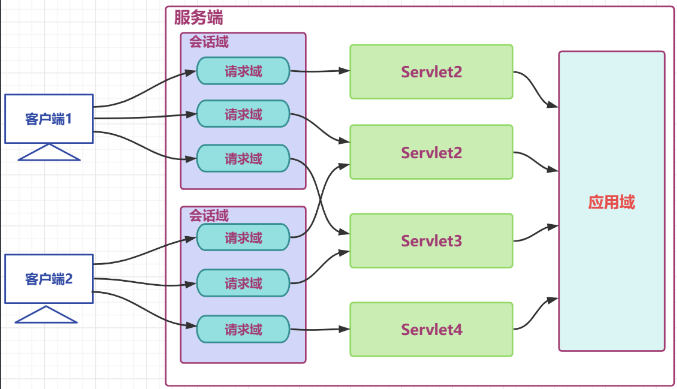 服务端
会话域
请求域
请求域
请求域
会话域
请求域
请求域
请求域
客户端1
客户端2
Servlet2
Servlet2
Servlet3
Servlet4
应用域